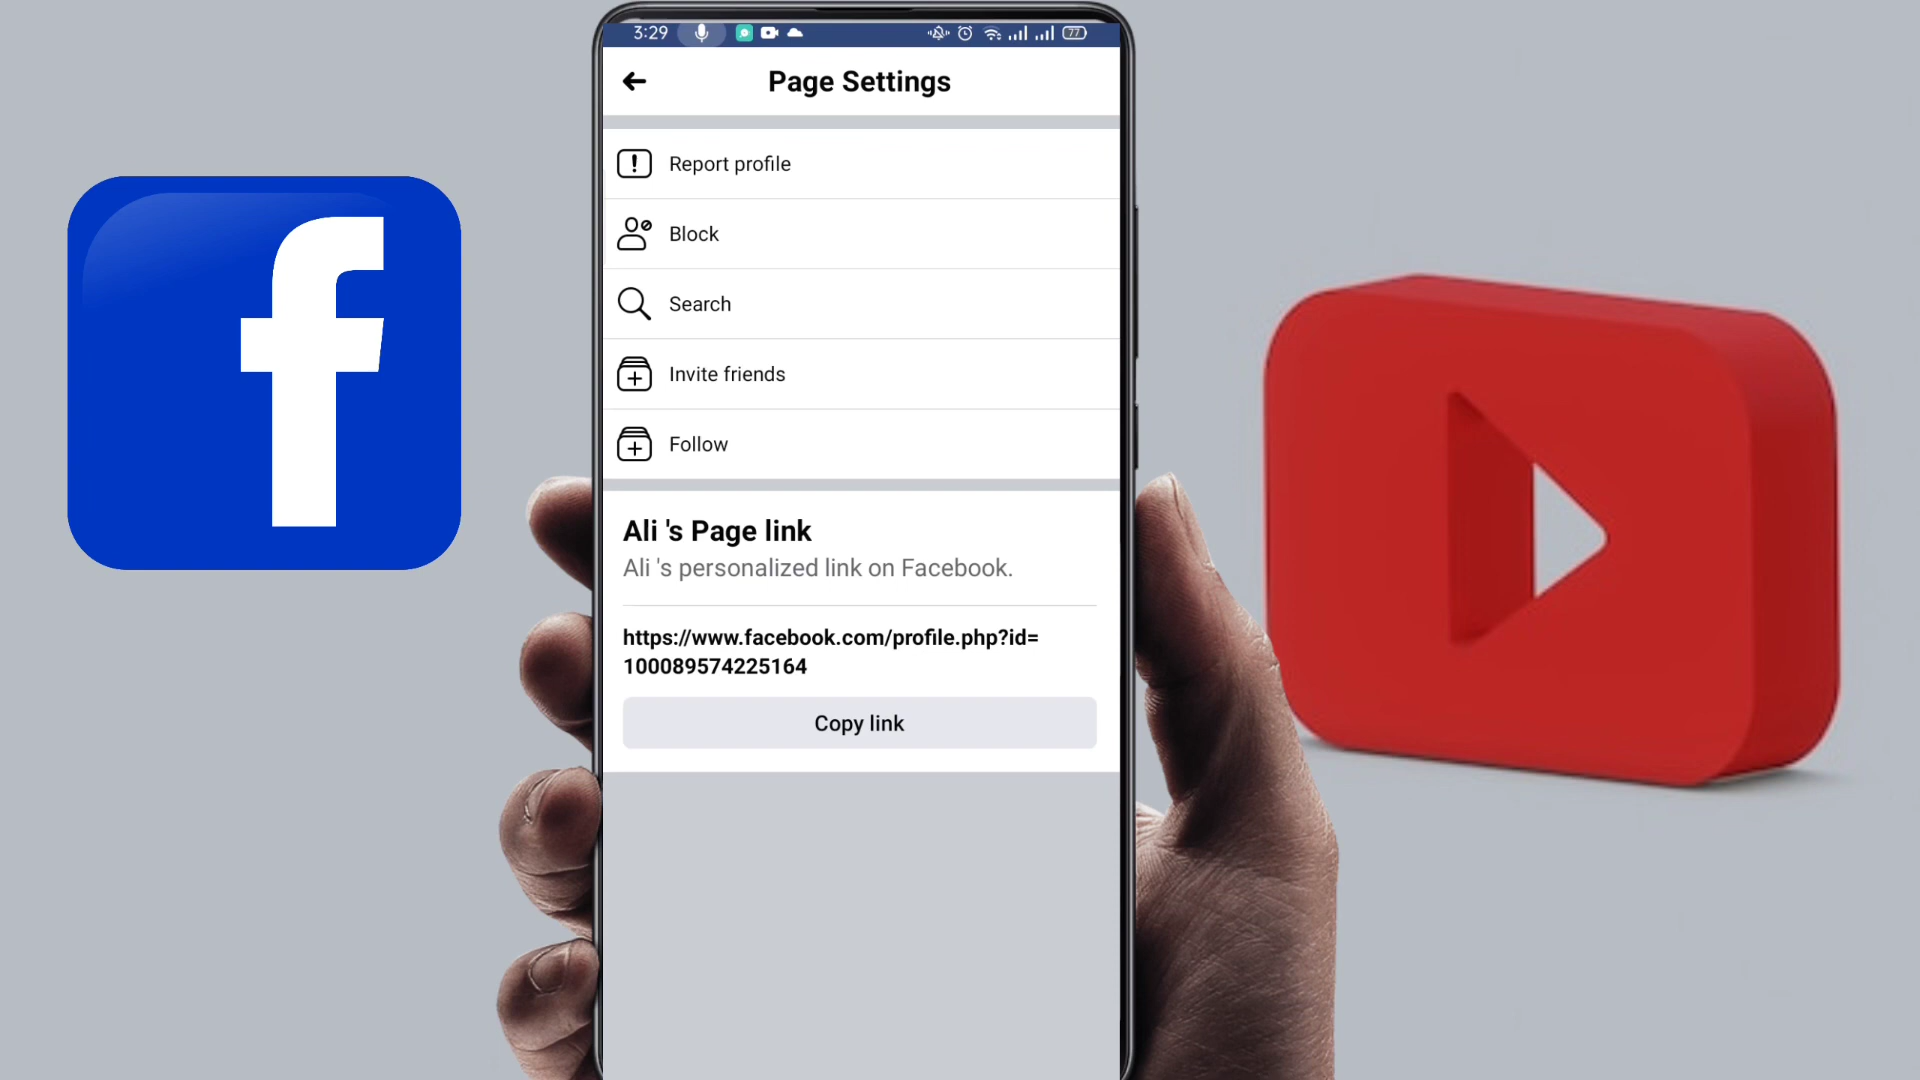 3:29
77
Page Settings
Report profile
Block
Search
Invite friends
Follow
Ali 's Page link
Ali 's personalized link on Facebook.
https://www.facebook.com/profile.php?id=
100089574225164
Copy link